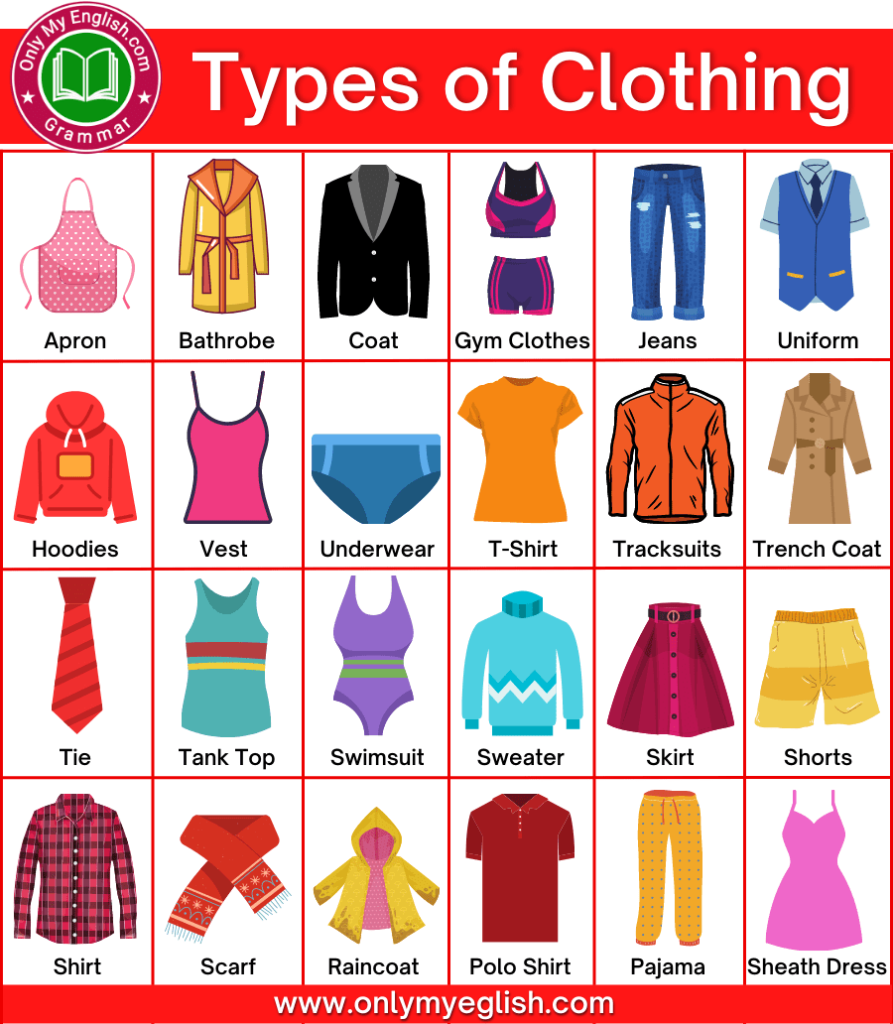 Only My English.com
Grammar
Types of Clothing
Apron
Bathrobe
Coat
Gym Clothes
Jeans
Uniform
Hoodies
Vest
Underwear
T-Shirt
Tracksuits
Trench Coat
Tie
Tank Top
Swimsuit
Sweater
Skirt
Shorts
Shirt
Scarf
Raincoat
Polo Shirt
Pajama
Sheath Dress
www.onlymyeglish.com